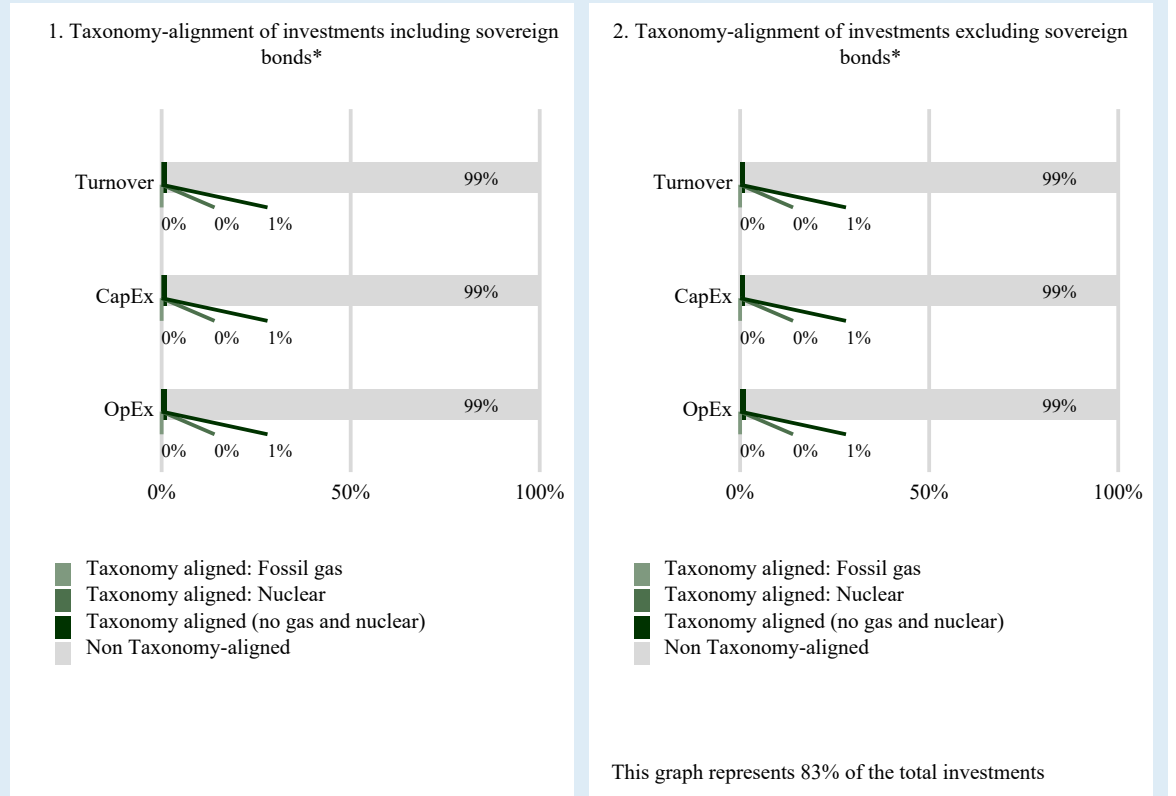 1. Taxonomy-alignment of investments including sovereign
bonds*
Turnover
99%
0% 0% 1%
CapEx
99%
0% 0% 1%
OpEx
99%
0% 0% 1%
0% 50% 100%
Taxonomy aligned: Fossil gas
Taxonomy aligned: Nuclear
Taxonomy aligned (no gas and nuclear)
Non Taxonomy-aligned
2. Taxonomy-alignment of investments excluding sovereign
bonds*
Turnover
99%
0% 0% 1%
CapEx
99%
0% 0% 1%
OpEx
99%
0% 0% 1%
0% 50% 100%
Taxonomy aligned: Fossil gas
Taxonomy aligned: Nuclear
Taxonomy aligned (no gas and nuclear)
Non Taxonomy-aligned
This graph represents 83% of the total investments